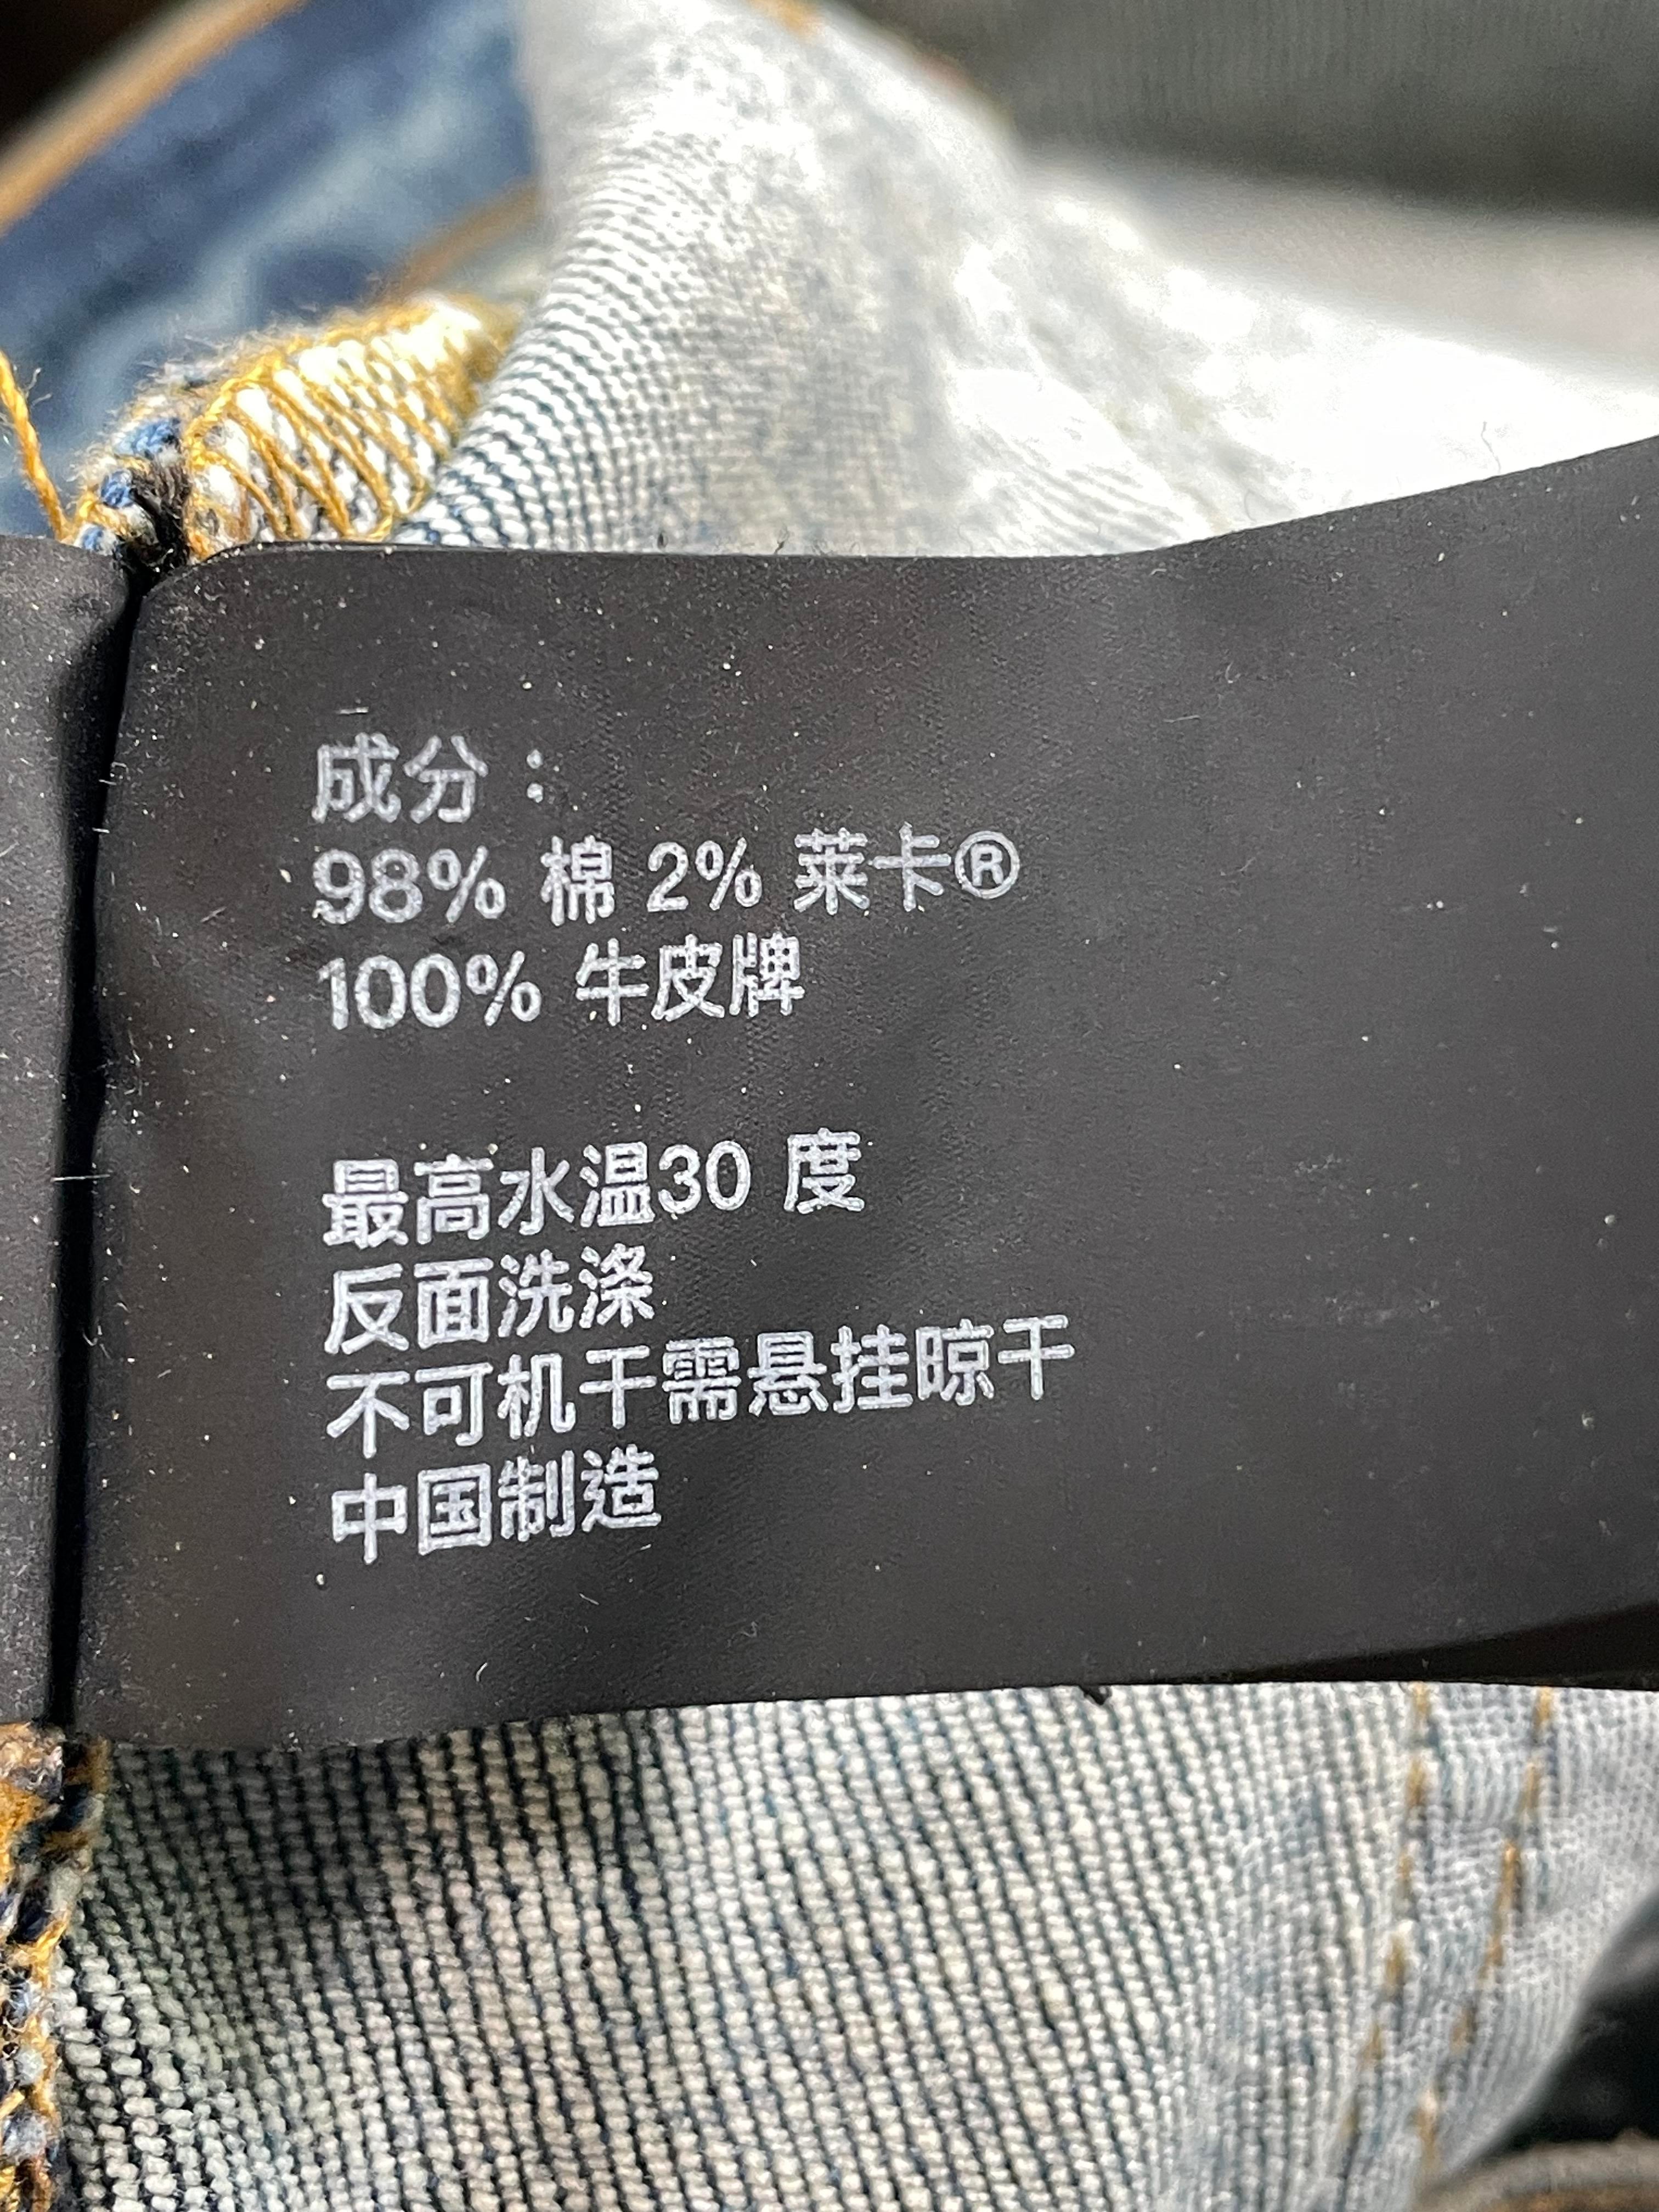 成分：
98% 棉 2% 莱卡®
100% 牛皮牌
最高水温30 度
反面洗涤
不可机干需悬挂晾干
中国制造